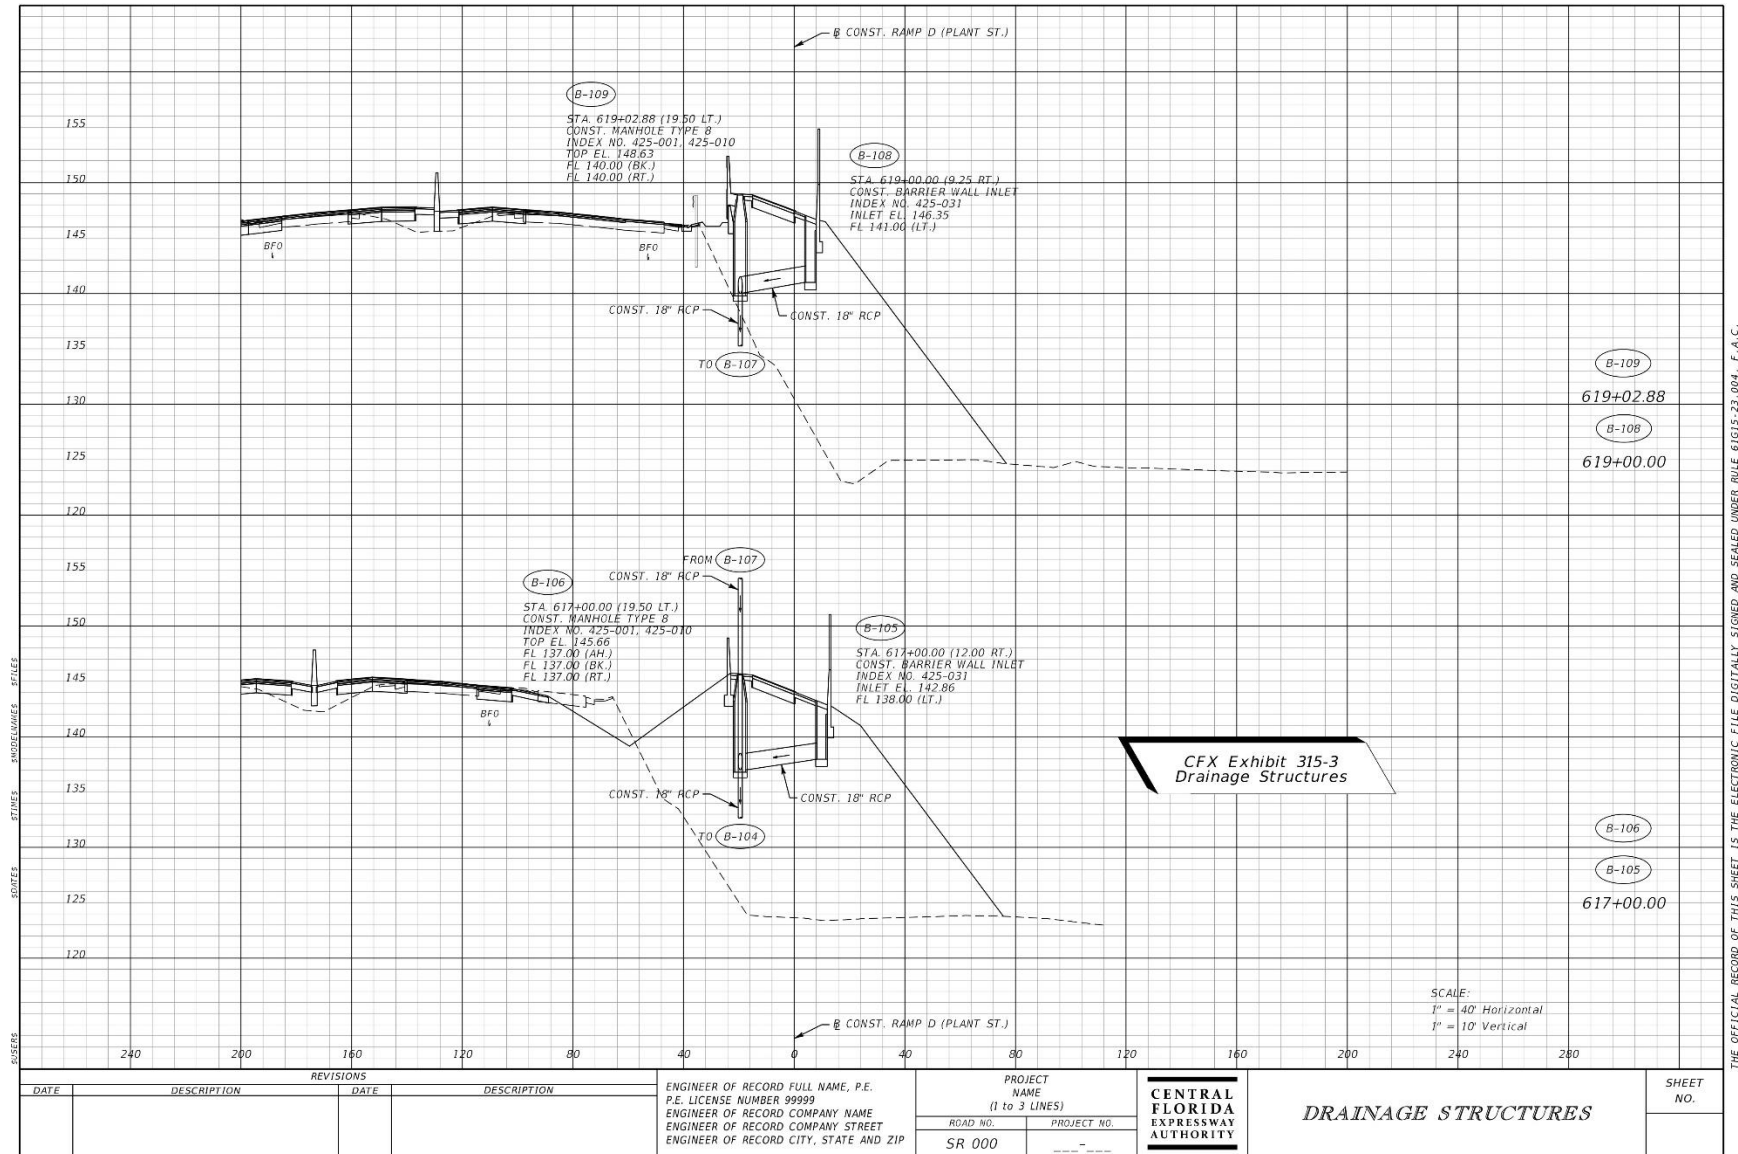 ℄ CONST. RAMP D (PLANT ST.)
B-109
STA. 619+02.88 (19.50 LT.)
CONST. MANHOLE TYPE 8
INDEX NO. 425-001, 425-010
TOP EL. 148.63
FL 140.00 (BK.)
FL 140.00 (RT.)
B-108
STA. 619+00.00 (9.25 RT.)
CONST. BARRIER WALL INLET
INDEX NO. 425-031
INLET EL. 146.35
FL 141.00 (LT.)
155
150
145
140
135
130
125
120
BFO
BFO
CONST. 18" RCP
CONST. 18" RCP
TO B-107
B-109
619+02.88
B-108
619+00.00
FROM B-107
CONST. 18" RCP
B-106
STA. 617+00.00 (19.50 LT.)
CONST. MANHOLE TYPE 8
INDEX NO. 425-001, 425-010
TOP EL. 145.66
FL 137.00 (AH.)
FL 137.00 (BK.)
FL 137.00 (RT.)
B-105
STA. 617+00.00 (12.00 RT.)
CONST. BARRIER WALL INLET
INDEX NO. 425-031
INLET EL. 142.86
FL 138.00 (LT.)
155
150
145
140
135
130
125
120
BFO
CONST. 18" RCP
CONST. 18" RCP
TO B-104
CFX Exhibit 315-3
Drainage Structures
B-106
B-105
617+00.00
SCALE:
1" = 40' Horizontal
1" = 10' Vertical
℄ CONST. RAMP D (PLANT ST.)
240 200 160 120 80 40 0 40 80 120 160 200 240 280
$USER$ $DATE$ $TIME$ $MODELNAME$ $FILE$
THE OFFICIAL RECORD OF THIS SHEET IS THE ELECTRONIC FILE DIGITALLY SIGNED AND SEALED UNDER RULE 61G15-23.004, F.A.C.
REVISIONS
DATE DESCRIPTION DATE DESCRIPTION
ENGINEER OF RECORD FULL NAME, P.E.
P.E. LICENSE NUMBER 99999
ENGINEER OF RECORD COMPANY NAME
ENGINEER OF RECORD COMPANY STREET
ENGINEER OF RECORD CITY, STATE AND ZIP
PROJECT
NAME
(1 to 3 LINES)
ROAD NO. PROJECT NO.
SR 000 ___-___
CENTRAL
FLORIDA
EXPRESSWAY
AUTHORITY
DRAINAGE STRUCTURES
SHEET
NO.